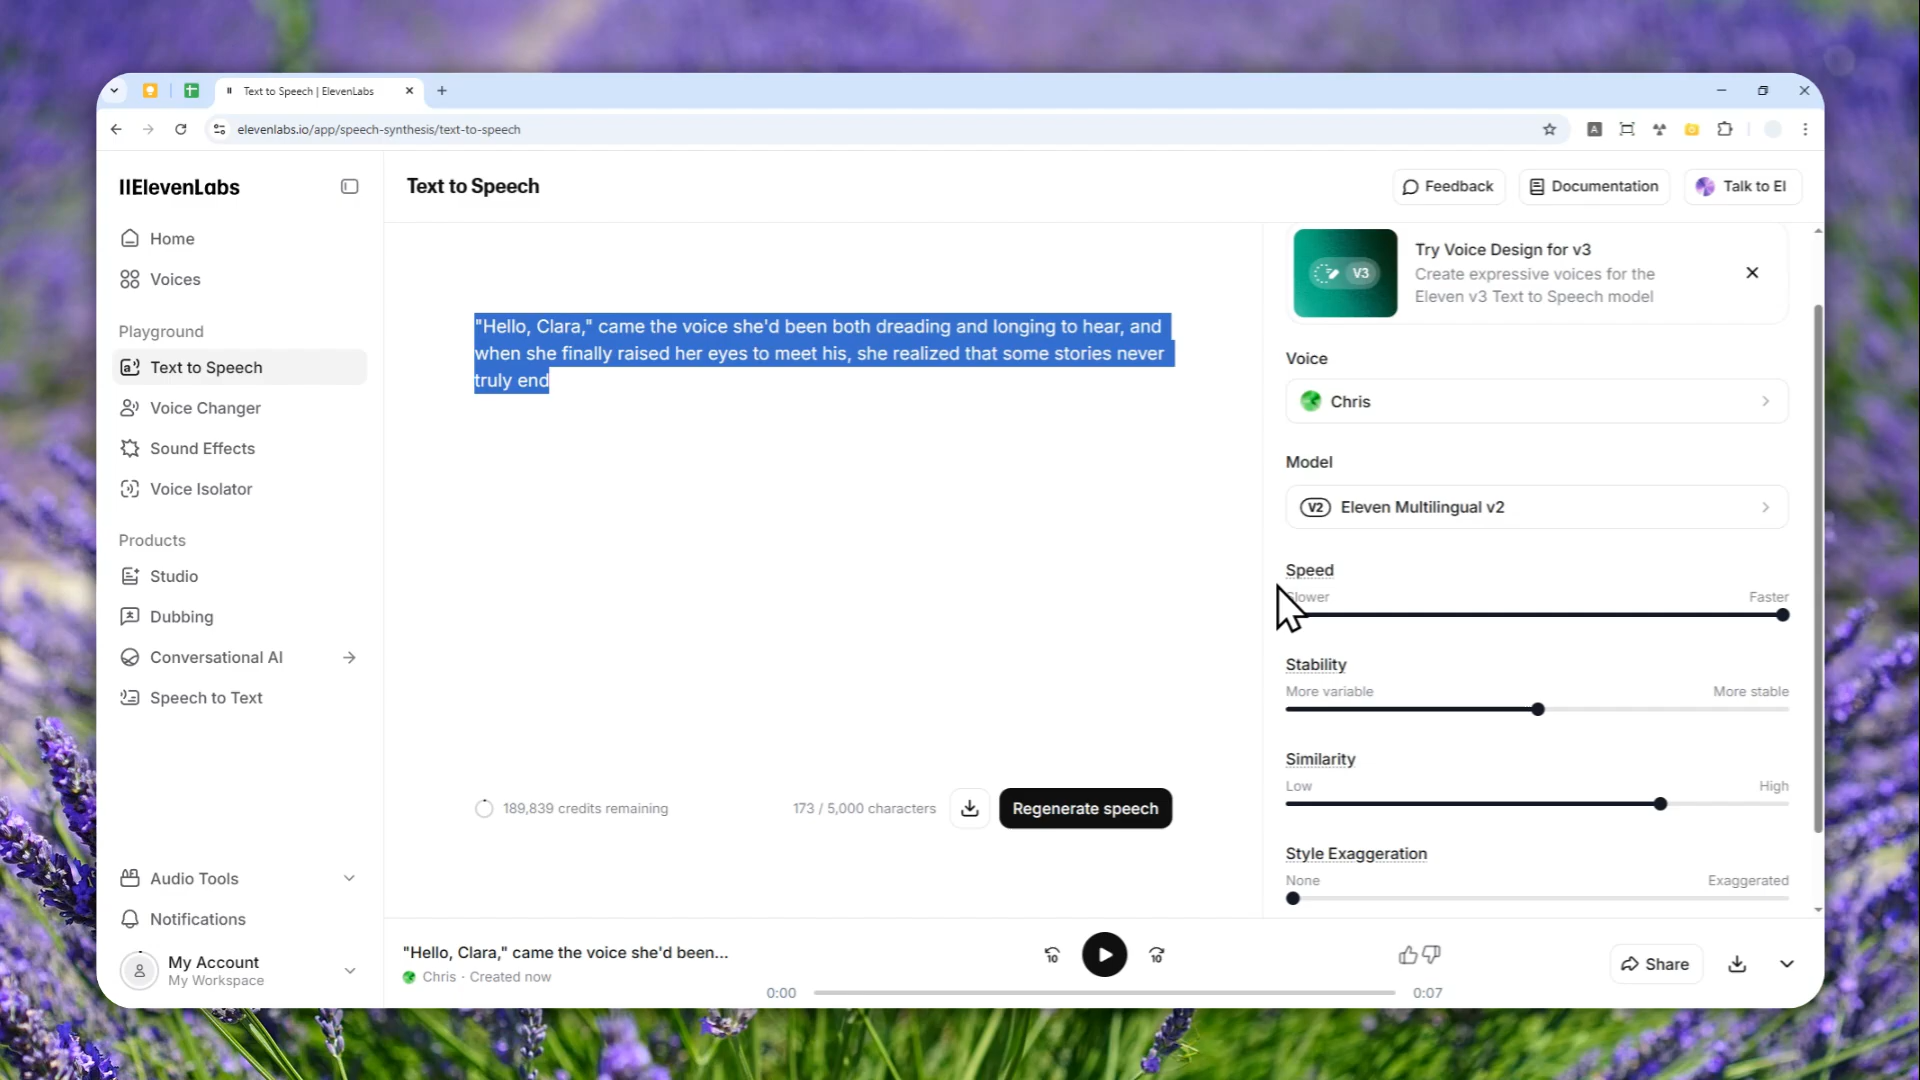 Text to Speech | ElevenLabs
elevenlabs.io/app/speech-synthesis/text-to-speech
A
IIElevenLabs
Text to Speech
Feedback
Documentation
Talk to El
Home
Voices
Playground
Text to Speech
Voice Changer
Sound Effects
Voice Isolator
Products
Studio
Dubbing
Conversational AI
Speech to Text
Audio Tools
Notifications
My Account
My Workspace
"Hello, Clara," came the voice she'd been both dreading and longing to hear, and
when she finally raised her eyes to meet his, she realized that some stories never
truly end
189,839 credits remaining
173 / 5,000 characters
Regenerate speech
V3
Try Voice Design for v3
Create expressive voices for the
Eleven v3 Text to Speech model
Voice
Chris
Model
V2 Eleven Multilingual v2
Speed
Slower Faster
Stability
More variable More stable
Similarity
Low High
Style Exaggeration
None Exaggerated
"Hello, Clara," came the voice she'd been...
Chris · Created now
10
10
0:00
0:07
Share